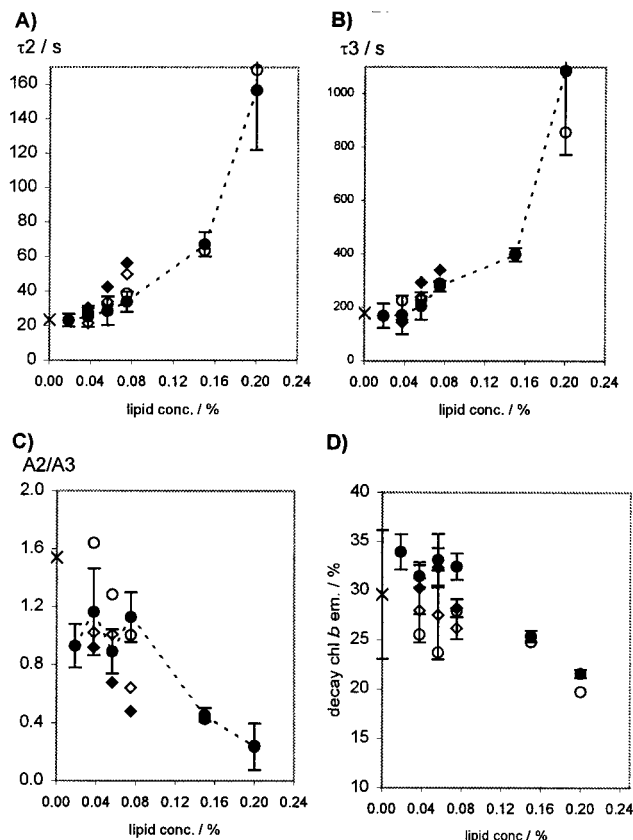 A)
τ2 / s
160
140
120
100
80
60
40
20
0
0.00 0.04 0.08 0.12 0.16 0.20 0.24
lipid conc. / %
B)
τ3 / s
1000
800
600
400
200
0
0.00 0.04 0.08 0.12 0.16 0.20 0.24
lipid conc. / %
C)
A2/A3
2.0
1.6
1.2
0.8
0.4
0.0
0.00 0.04 0.08 0.12 0.16 0.20 0.24
lipid conc. / %
D)
decay chl b em. / %
40
35
30
25
20
15
10
0.00 0.04 0.08 0.12 0.16 0.20 0.24
lipid conc. / %